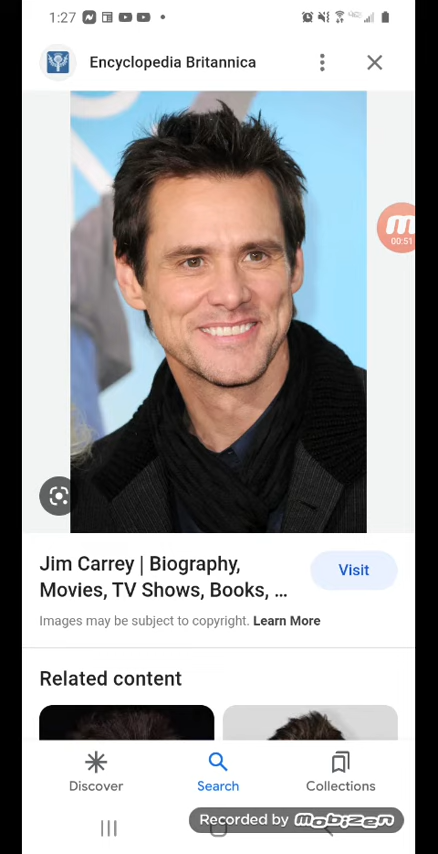 1:27
Encyclopedia Britannica
00:51
Jim Carrey | Biography,
Movies, TV Shows, Books, ...
Visit
Images may be subject to copyright. Learn More
Related content
Discover
Search
Collections
Recorded by Mobizen